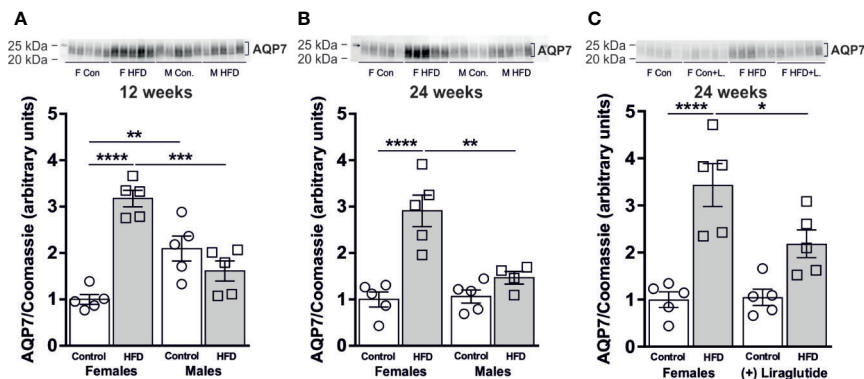 A
25 kDa
20 kDa
AQP7
F Con F HFD M Con. M HFD
12 weeks
AQP7/Coomassie (arbitrary units)
5
4
3
2
1
0
**
****
***
Control HFD Control HFD
Females Males
B
25 kDa
20 kDa
AQP7
F Con F HFD M Con M HFD
24 weeks
AQP7/Coomassie (arbitrary units)
5
4
3
2
1
0
****
**
Control HFD Control HFD
Females Males
C
25 kDa
20 kDa
AQP7
F Con F Con+L. F HFD F HFD+L.
24 weeks
AQP7/Coomassie (arbitrary units)
5
4
3
2
1
0
****
*
Control HFD Control HFD
Females (+) Liraglutide